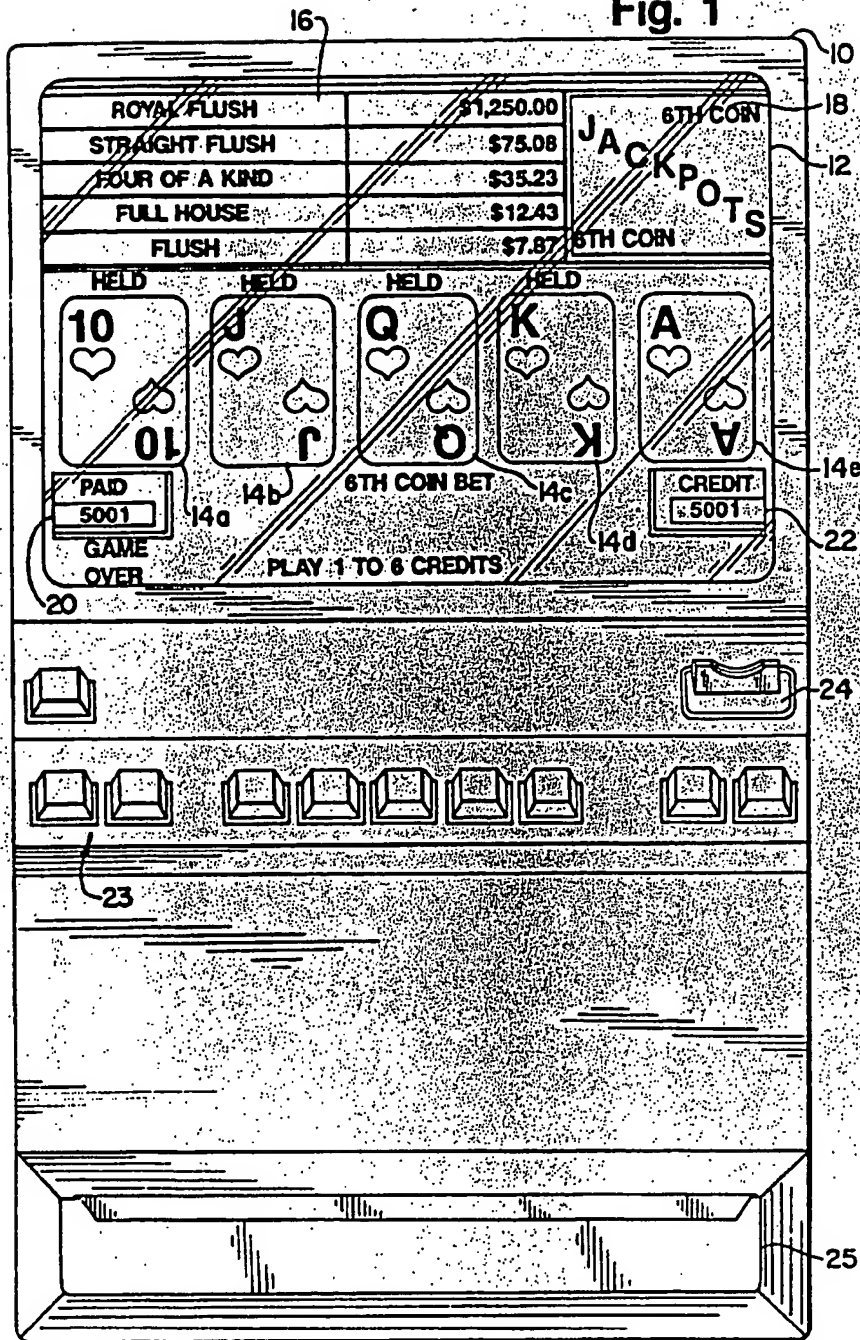 Fig. 1
16
10
ROYAL FLUSH $1,250.00
STRAIGHT FLUSH $75.08
FOUR OF A KIND $35.23
FULL HOUSE $12.43
FLUSH $7.87
6TH COIN
JACKPOTS
6TH COIN
18
12
HELD HELD HELD HELD
10 J Q K A
10 J Q K A
14a 14b 14c 14d 14e
6TH COIN BET
PAID
5001
CREDIT
5001
22
GAME
OVER
20
PLAY 1 TO 6 CREDITS
24
23
25